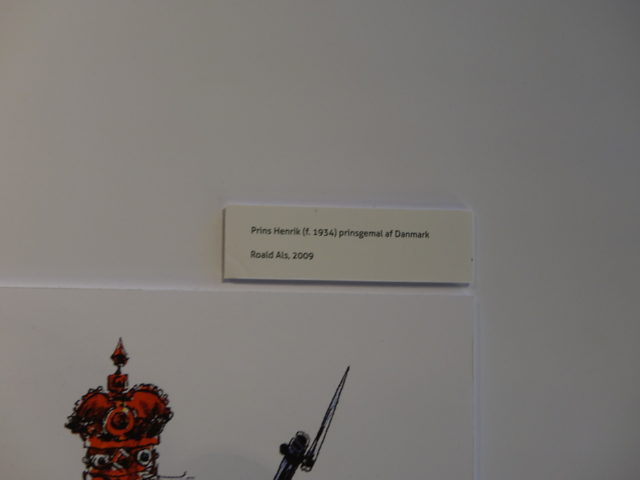 Prins Henrik (f. 1934) prinsgemal af Danmark
Roald Als, 2009